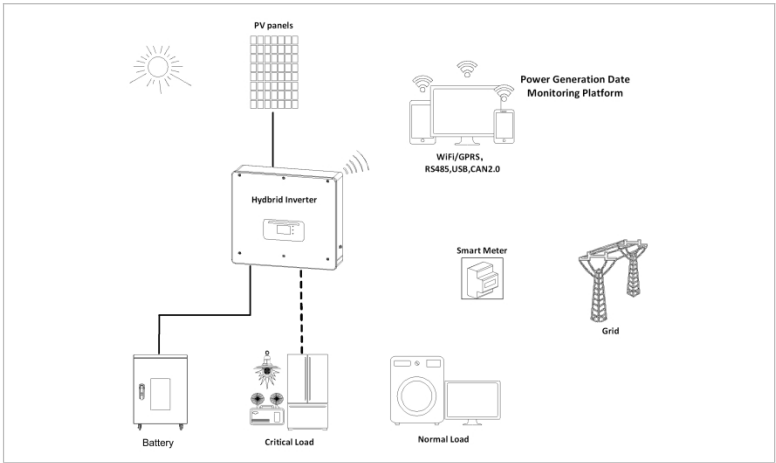 PV panels
Power Generation Date
Monitoring Platform
WiFi/GPRS,
RS485,USB,CAN2.0
Hydbrid Inverter
Smart Meter
Grid
Battery
Critical Load
Normal Load